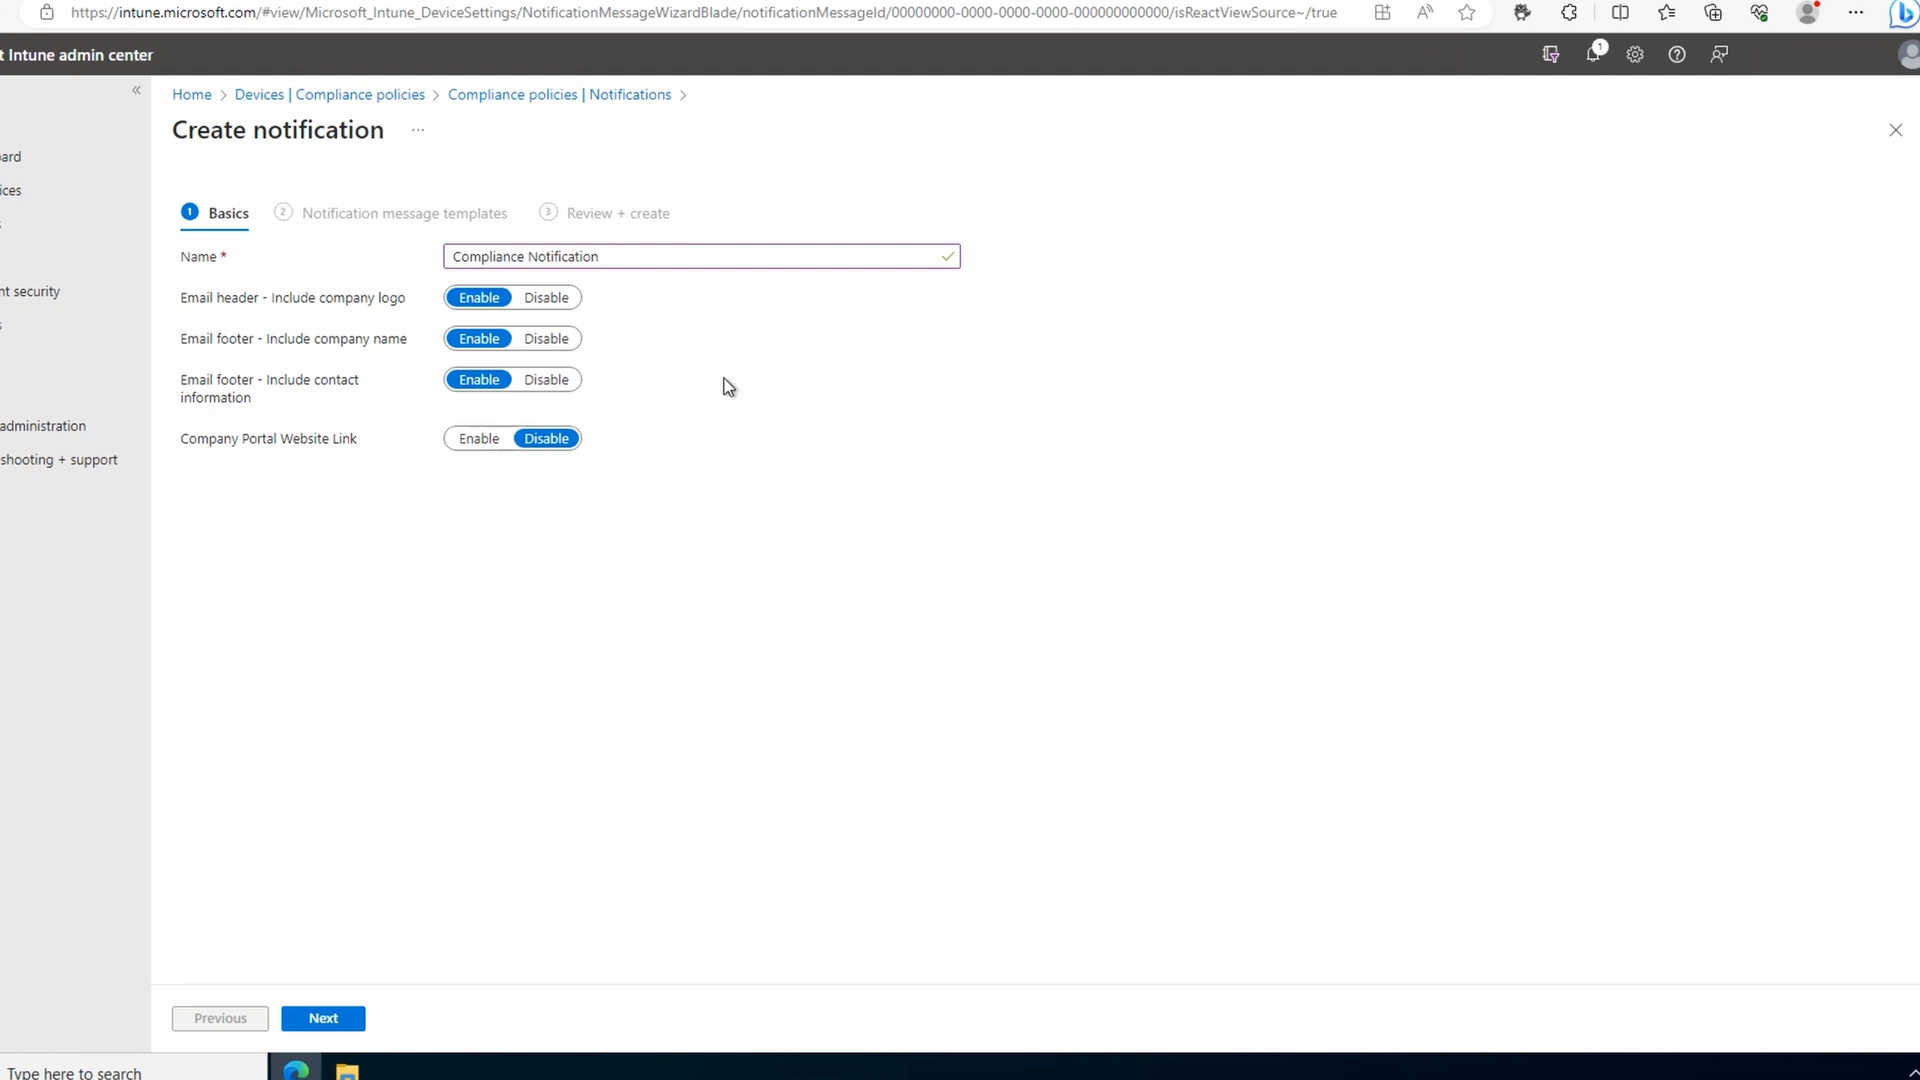 https://intune.microsoft.com/#view/Microsoft_Intune_DeviceSettings/NotificationMessageWizardBlade/notificationMessageId/00000000-0000-0000-0000-000000000000/isReactViewSource~/true
t Intune admin center
1
Home > Devices | Compliance policies > Compliance policies | Notifications >
Create notification ...
oard
ices
s
nt security
s
administration
shooting + support
1 Basics 2 Notification message templates 3 Review + create
Name * Compliance Notification
Email header - Include company logo Enable Disable
Email footer - Include company name Enable Disable
Email footer - Include contact
information Enable Disable
Company Portal Website Link Enable Disable
Previous Next
Type here to search